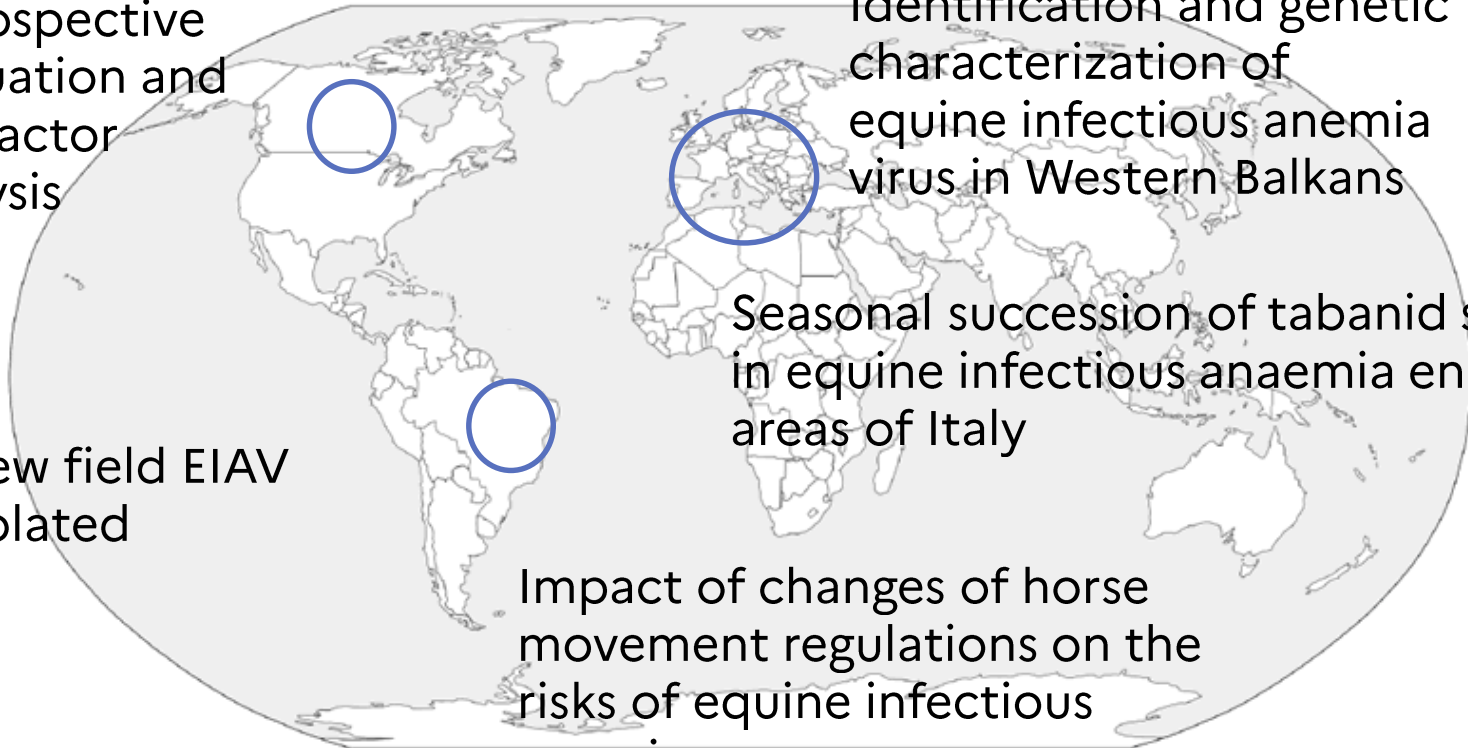 ospective
uation and
actor
ysis
Identification and genetic
characterization of
equine infectious anemia
virus in Western Balkans
Seasonal succession of tabanid s
in equine infectious anaemia en
areas of Italy
ew field EIAV
olated
Impact of changes of horse
movement regulations on the
risks of equine infectious